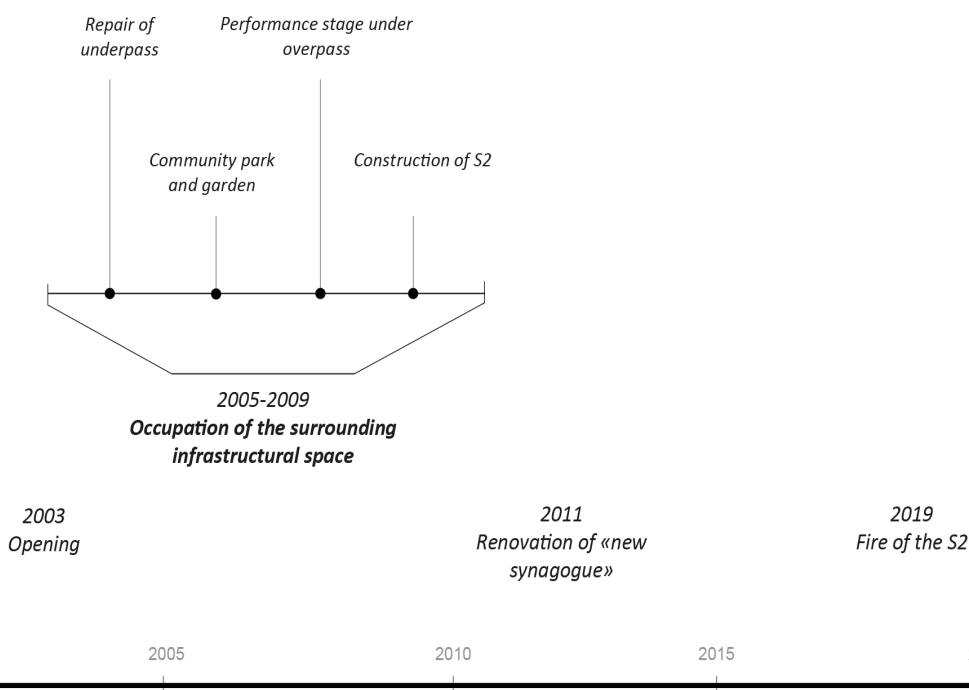 Repair of
underpass
Performance stage under
overpass
Community park
and garden
Construction of S2
2005-2009
Occupation of the surrounding
infrastructural space
2003
Opening
2011
Renovation of «new
synagogue»
2019
Fire of the S2
2005
2010
2015